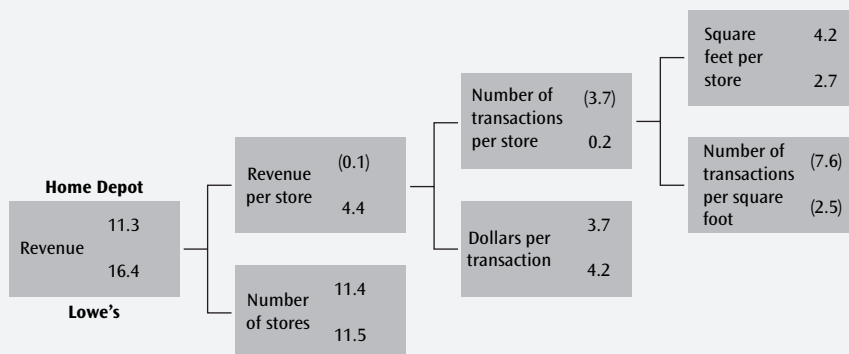 Home Depot
Revenue
11.3
16.4
Lowe's
Revenue
per store
(0.1)
4.4
Number
of stores
11.4
11.5
Number of
transactions
per store
(3.7)
0.2
Dollars per
transaction
3.7
4.2
Square
feet per
store
4.2
2.7
Number of
transactions
per square
foot
(7.6)
(2.5)